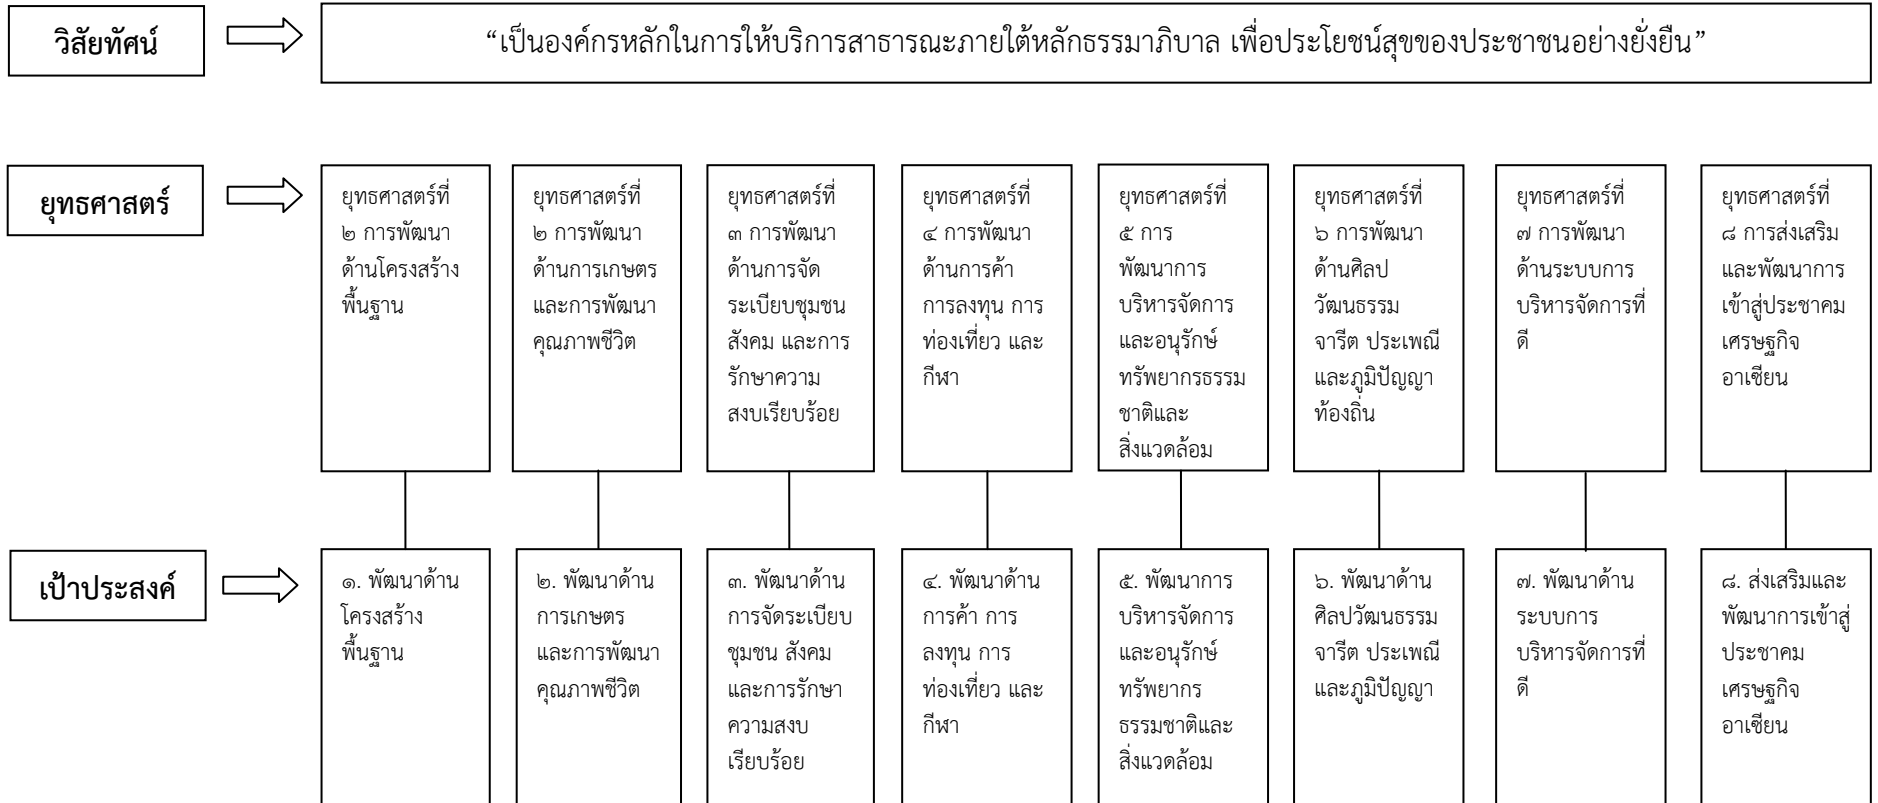 วิสัยทัศน์
“เป็นองค์กรหลักในการให้บริการสาธารณะภายใต้หลักธรรมาภิบาล เพื่อประโยชน์สุขของประชาชนอย่างยั่งยืน”
ยุทธศาสตร์
ยุทธศาสตร์ที่
๒ การพัฒนา
ด้านโครงสร้าง
พื้นฐาน
ยุทธศาสตร์ที่
๒ การพัฒนา
ด้านการเกษตร
และการพัฒนา
คุณภาพชีวิต
ยุทธศาสตร์ที่
๓ การพัฒนา
ด้านการจัด
ระเบียบชุมชน
สังคม และการ
รักษาความ
สงบเรียบร้อย
ยุทธศาสตร์ที่
๔ การพัฒนา
ด้านการค้า
การลงทุน การ
ท่องเที่ยว และ
กีฬา
ยุทธศาสตร์ที่
๕ การ
พัฒนาการ
บริหารจัดการ
และอนุรักษ์
ทรัพยากรธรรม
ชาติและ
สิ่งแวดล้อม
ยุทธศาสตร์ที่
๖ การพัฒนา
ด้านศิลป
วัฒนธรรม
จารีต ประเพณี
และภูมิปัญญา
ท้องถิ่น
ยุทธศาสตร์ที่
๗ การพัฒนา
ด้านระบบการ
บริหารจัดการที่
ดี
ยุทธศาสตร์ที่
๘ การส่งเสริม
และพัฒนาการ
เข้าสู่ประชาคม
เศรษฐกิจ
อาเซียน
เป้าประสงค์
๑. พัฒนาด้าน
โครงสร้าง
พื้นฐาน
๒. พัฒนาด้าน
การเกษตร
และการพัฒนา
คุณภาพชีวิต
๓. พัฒนาด้าน
การจัดระเบียบ
ชุมชน สังคม
และการรักษา
ความสงบ
เรียบร้อย
๔. พัฒนาด้าน
การค้า การ
ลงทุน การ
ท่องเที่ยว และ
กีฬา
๕. พัฒนาการ
บริหารจัดการ
และอนุรักษ์
ทรัพยากร
ธรรมชาติและ
สิ่งแวดล้อม
๖. พัฒนาด้าน
ศิลปวัฒนธรรม
จารีต ประเพณี
และภูมิปัญญา
๗. พัฒนาด้าน
ระบบการ
บริหารจัดการที่
ดี
๘. ส่งเสริมและ
พัฒนาการเข้าสู่
ประชาคม
เศรษฐกิจ
อาเซียน